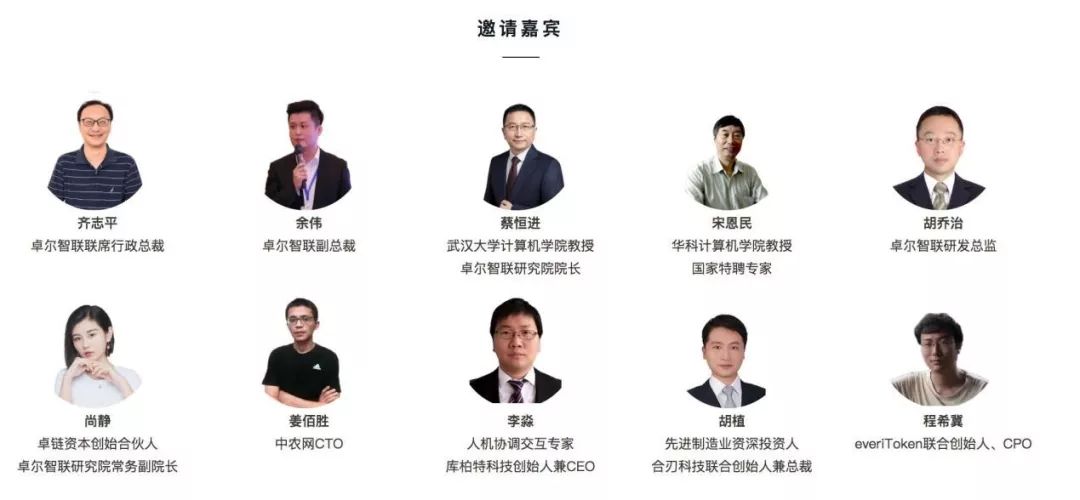 邀请嘉宾
齐志平
卓尔智联联席行政总裁
余伟
卓尔智联副总裁
蔡恒进
武汉大学计算机学院教授
卓尔智联研究院院长
宋恩民
华科计算机学院教授
国家特聘专家
胡乔治
卓尔智联研发总监
尚静
卓链资本创始合伙人
卓尔智联研究院常务副院长
姜佰胜
中农网CTO
李淼
人机协调交互专家
库柏特科技创始人兼CEO
胡植
先进制造业资深投资人
合刃科技联合创始人兼总裁
程希冀
everiToken联合创始人、CPO